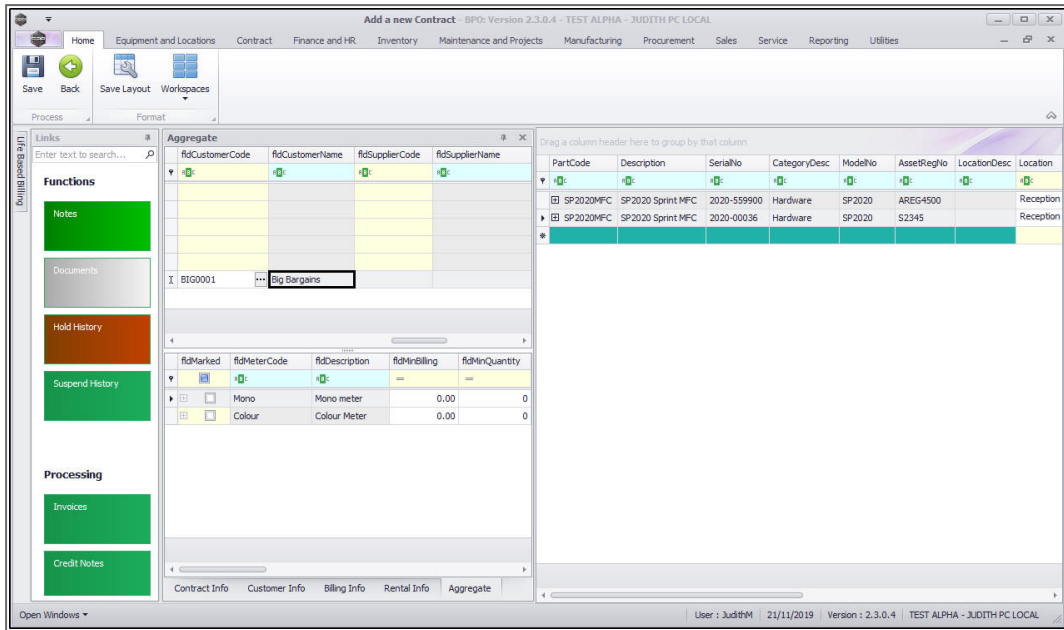 Add a new Contract - BPO: Version 2.3.0.4 - TEST ALPHA - JUDITH PC LOCAL
Home Equipment and Locations Contract Finance and HR Inventory Maintenance and Projects Manufacturing Procurement Sales Service Reporting Utilities
Save Back Save Layout Workspaces
Process Format
Life Based Billing
Links
Enter text to search...
Functions
Notes
Documents
Hold History
Suspend History
Processing
Invoices
Credit Notes
Aggregate
fldCustomerCode fldCustomerName fldSupplierCode fldSupplierName
BIG0001 ... Big Bargains
fldMarked fldMeterCode fldDescription fldMinBilling fldMinQuantity
= =
Mono Mono meter 0.00 0
Colour Colour Meter 0.00 0
Contract Info Customer Info Billing Info Rental Info Aggregate
Drag a column header here to group by that column
PartCode Description SerialNo CategoryDesc ModelNo AssetRegNo LocationDesc Location
SP2020MFC SP2020 Sprint MFC 2020-559900 Hardware SP2020 AREG4500 Reception
SP2020MFC SP2020 Sprint MFC 2020-00036 Hardware SP2020 S2345 Reception
Open Windows User : JudithM 21/11/2019 Version : 2.3.0.4 TEST ALPHA - JUDITH PC LOCAL